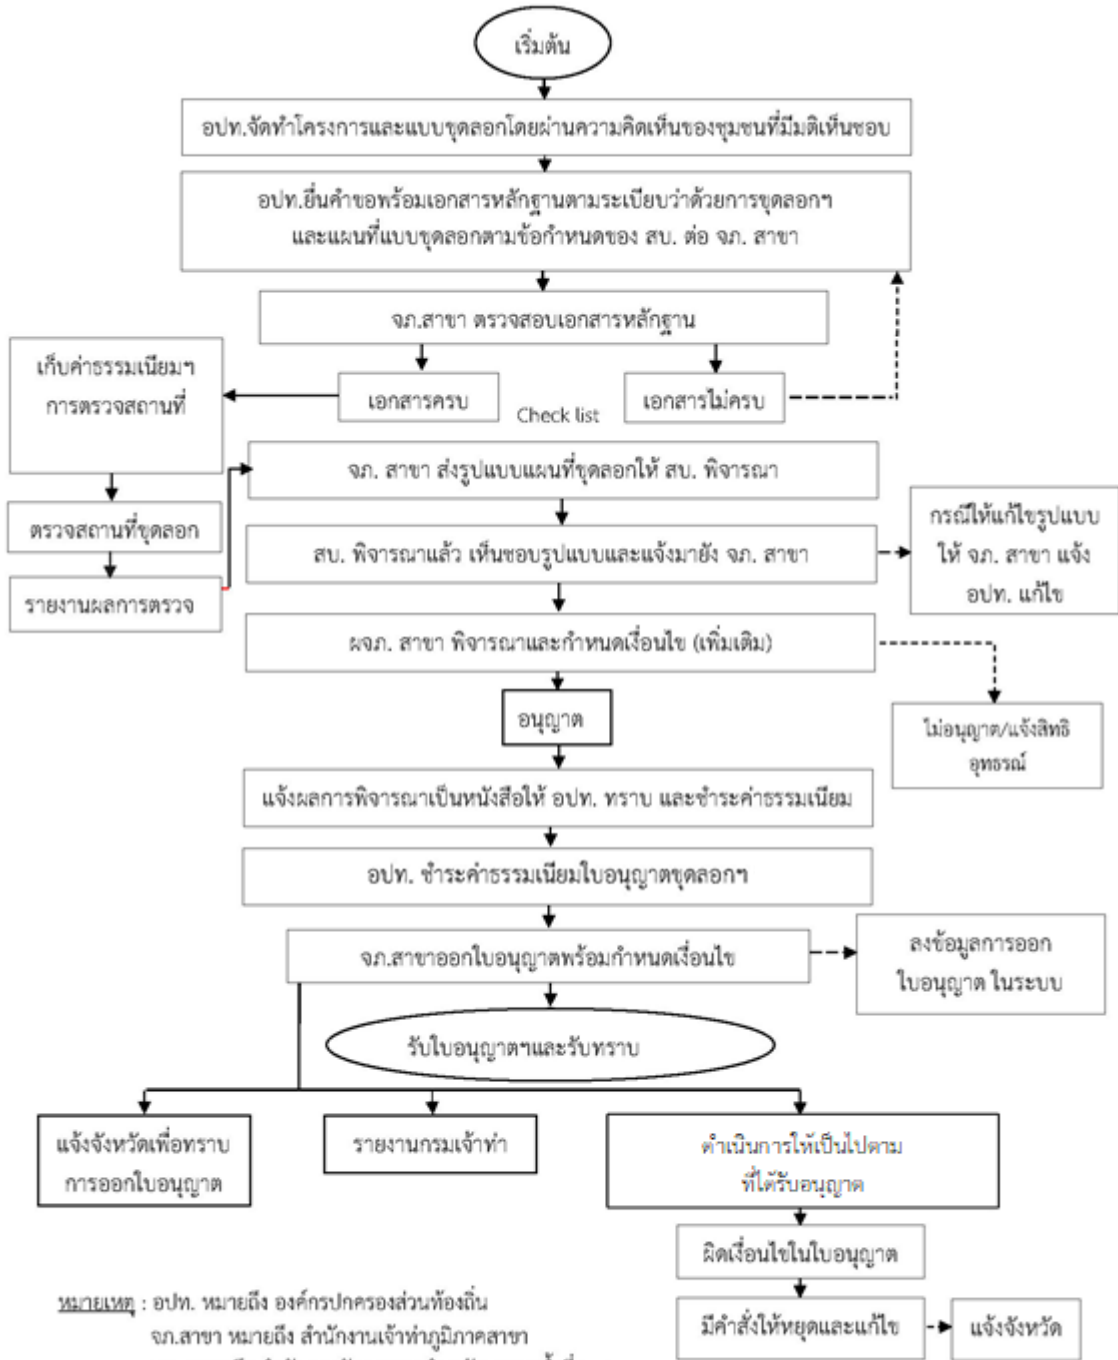 เริ่มต้น
อปท.จัดทำโครงการและแบบขุดลอกโดยผ่านความคิดเห็นของชุมชนที่มีมติเห็นชอบ
อปท.ยื่นคำขอพร้อมเอกสารหลักฐานตามระเบียบว่าด้วยการขุดลอกฯ
และแผนที่แบบขุดลอกตามข้อกำหนดของ สบ. ต่อ จภ. สาขา
จภ.สาขา ตรวจสอบเอกสารหลักฐาน
เก็บค่าธรรมเนียมฯ
การตรวจสถานที่
เอกสารครบ
เอกสารไม่ครบ
Check list
จภ. สาขา ส่งรูปแบบแผนที่ขุดลอกให้ สบ. พิจารณา
ตรวจสถานที่ขุดลอก
สบ. พิจารณาแล้ว เห็นชอบรูปแบบและแจ้งมายัง จภ. สาขา
กรณีให้แก้ไขรูปแบบ
ให้ จภ. สาขา แจ้ง
อปท. แก้ไข
รายงานผลการตรวจ
ผจภ. สาขา พิจารณาและกำหนดเงื่อนไข (เพิ่มเติม)
อนุญาต
ไม่อนุญาต/แจ้งสิทธิ
อุทธรณ์
แจ้งผลการพิจารณาเป็นหนังสือให้ อปท. ทราบ และชำระค่าธรรมเนียม
อปท. ชำระค่าธรรมเนียมใบอนุญาตขุดลอกฯ
จภ.สาขาออกใบอนุญาตพร้อมกำหนดเงื่อนไข
ลงข้อมูลการออก
ใบอนุญาต ในระบบ
รับใบอนุญาตฯและรับทราบ
แจ้งจังหวัดเพื่อทราบ
การออกใบอนุญาต
รายงานกรมเจ้าท่า
ดำเนินการให้เป็นไปตาม
ที่ได้รับอนุญาต
ผิดเงื่อนไขในใบอนุญาต
มีคำสั่งให้หยุดและแก้ไข
แจ้งจังหวัด
หมายเหตุ : อปท. หมายถึง องค์กรปกครองส่วนท้องถิ่น
จภ.สาขา หมายถึง สำนักงานเจ้าท่าภูมิภาคสาขา